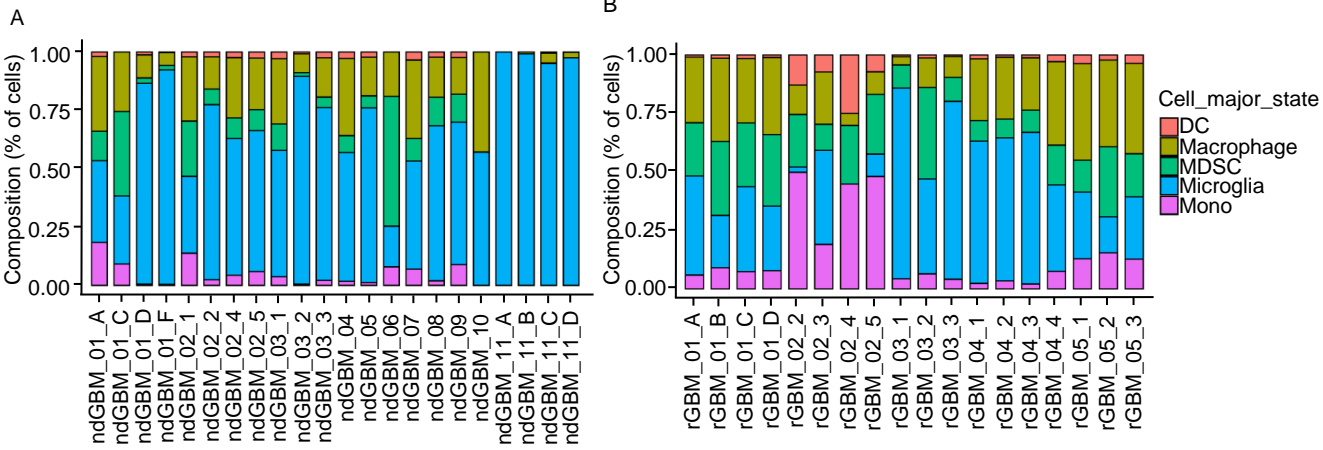 A
Composition (% of cells)
1.00
0.75
0.50
0.25
0.00
ndGBM_01_A
ndGBM_01_C
ndGBM_01_D
ndGBM_01_F
ndGBM_02_1
ndGBM_02_2
ndGBM_02_4
ndGBM_02_5
ndGBM_03_1
ndGBM_03_2
ndGBM_03_3
ndGBM_04
ndGBM_05
ndGBM_06
ndGBM_07
ndGBM_08
ndGBM_09
ndGBM_10
ndGBM_11_A
ndGBM_11_B
ndGBM_11_C
ndGBM_11_D
B
Composition (% of cells)
1.00
0.75
0.50
0.25
0.00
rGBM_01_A
rGBM_01_B
rGBM_01_C
rGBM_01_D
rGBM_02_2
rGBM_02_3
rGBM_02_4
rGBM_02_5
rGBM_03_1
rGBM_03_2
rGBM_03_3
rGBM_04_1
rGBM_04_2
rGBM_04_3
rGBM_04_4
rGBM_05_1
rGBM_05_2
rGBM_05_3
Cell_major_state
DC
Macrophage
MDSC
Microglia
Mono